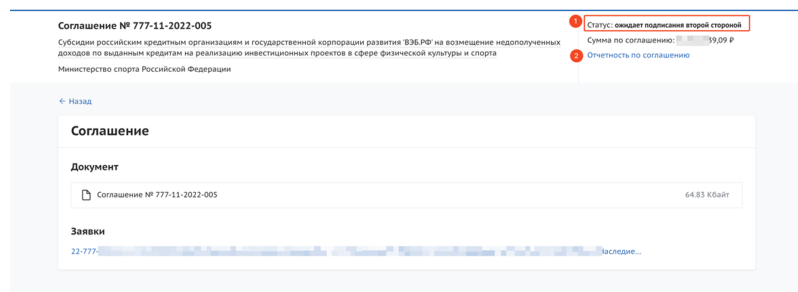 Соглашение № 777-11-2022-005
Субсидии российским кредитным организациям и государственной корпорации развития 'ВЭБ.РФ' на возмещение недополученных
доходов по выданным кредитам на реализацию инвестиционных проектов в сфере физической культуры и спорта
Министерство спорта Российской Федерации
1 Статус: ожидает подписания второй стороной
Сумма по соглашению: 39,09 ₽
2 Отчетность по соглашению
← Назад
Соглашение
Документ
Соглашение № 777-11-2022-005 64.83 Кбайт
Заявки
22-777- Наследие...